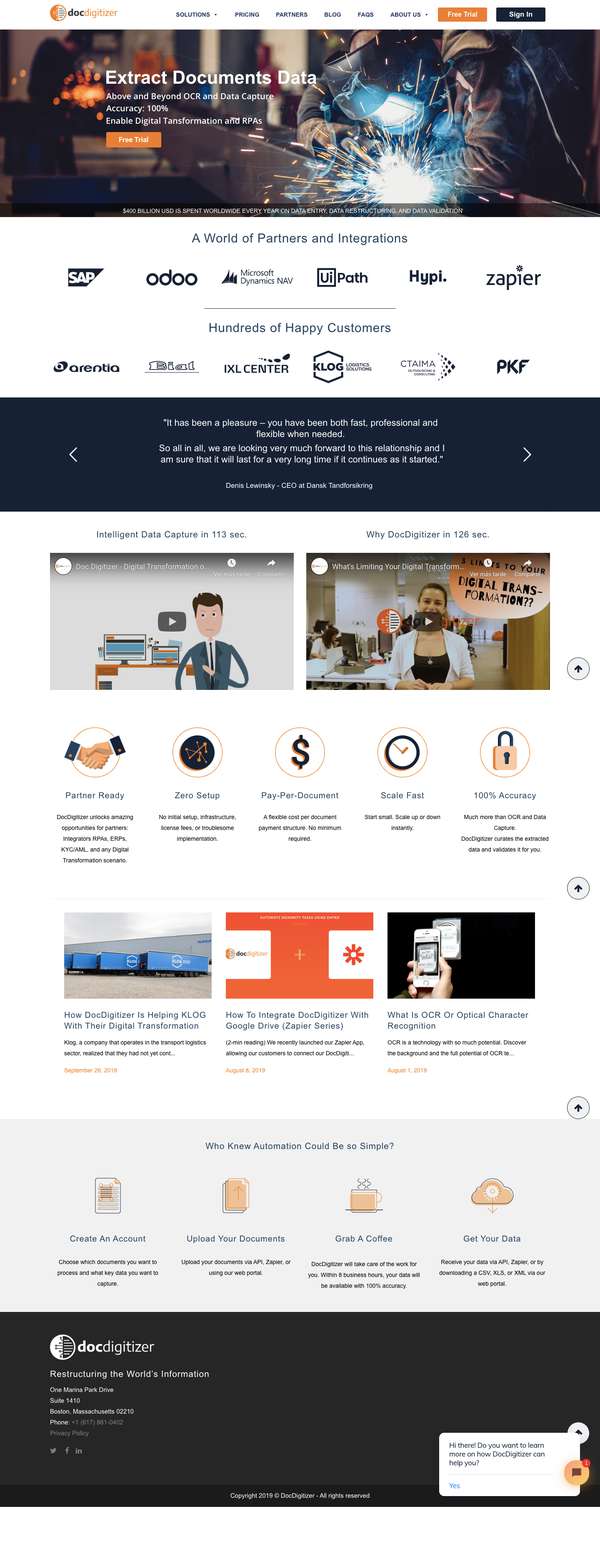 docdigitizer
SOLUTIONS
PRICING
PARTNERS
BLOG
FAQS
ABOUT US
Free Trial
Sign In
Extract Documents Data
Above and Beyond OCR and Data Capture
Accuracy: 100%
Enable Digital Tansformation and RPAs
Free Trial
$400 BILLION USD IS SPENT WORLDWIDE EVERY YEAR ON DATA ENTRY, DATA RESTRUCTURING, AND DATA VALIDATION
A World of Partners and Integrations
SAP
odoo
Microsoft
Dynamics NAV
UiPath
Hypi.
zapier
Hundreds of Happy Customers
arentia
Bial
IXL CENTER
KLOG LOGISTICS
SOLUTIONS
CTAIMA
OUTSOURCING &
CONSULTING
PKF
"It has been a pleasure – you have been both fast, professional and
flexible when needed.
So all in all, we are looking very much forward to this relationship and I
am sure that it will last for a very long time if it continues as it started."
Denis Lewinsky - CEO at Dansk Tandforsikring
Intelligent Data Capture in 113 sec.
Why DocDigitizer in 126 sec.
Doc Digitizer - Digital Transformation o...
Ver más tarde
Compartir
What's Limiting Your Digital Transform...
Ver más tarde
Compartir
LIMITS TO YOUR
DIGITAL TRANS-
FORMATION??
Partner Ready
DocDigitizer unlocks amazing
opportunities for partners:
Integrators RPAs, ERPs,
KYC/AML, and any Digital
Transformation scenario.
Zero Setup
No initial setup, infrastructure,
license fees, or troublesome
implementation.
Pay-Per-Document
A flexible cost per document
payment structure. No minimum
required.
Scale Fast
Start small. Scale up or down
instantly.
100% Accuracy
Much more than OCR and Data
Capture.
DocDigitizer curates the extracted
data and validates it for you.
KLOG
AUTOMATE DIGNINTIY TASKS USING ZAPIER
docdigitizer
How DocDigitizer Is Helping KLOG
With Their Digital Transformation
Klog, a company that operates in the transport logistics
sector, realized that they had not yet cont...
September 26, 2019
How To Integrate DocDigitizer With
Google Drive (Zapier Series)
(2-min reading) We recently launched our Zapier App,
allowing our customers to connect our DocDigiti...
August 8, 2019
What Is OCR Or Optical Character
Recognition
OCR is a technology with so much potential. Discover
the background and the full potential of OCR te...
August 1, 2019
Who Knew Automation Could Be so Simple?
Create An Account
Choose which documents you want to
process and what key data you want to
capture.
Upload Your Documents
Upload your documents via API, Zapier, or
using our web portal.
Grab A Coffee
DocDigitizer will take care of the work for
you. Within 8 business hours, your data will
be available with 100% accuracy.
Get Your Data
Receive your data via API, Zapier, or by
downloading a CSV, XLS, or XML via our
web portal.
docdigitizer
Restructuring the World's Information
One Marina Park Drive
Suite 1410
Boston, Massachusetts 02210
Phone: +1 (617) 881-0402
Privacy Policy
Hi there! Do you want to learn
more on how DocDigitizer can
help you?
Yes
1
Copyright 2019 © DocDigitizer - All rights reserved